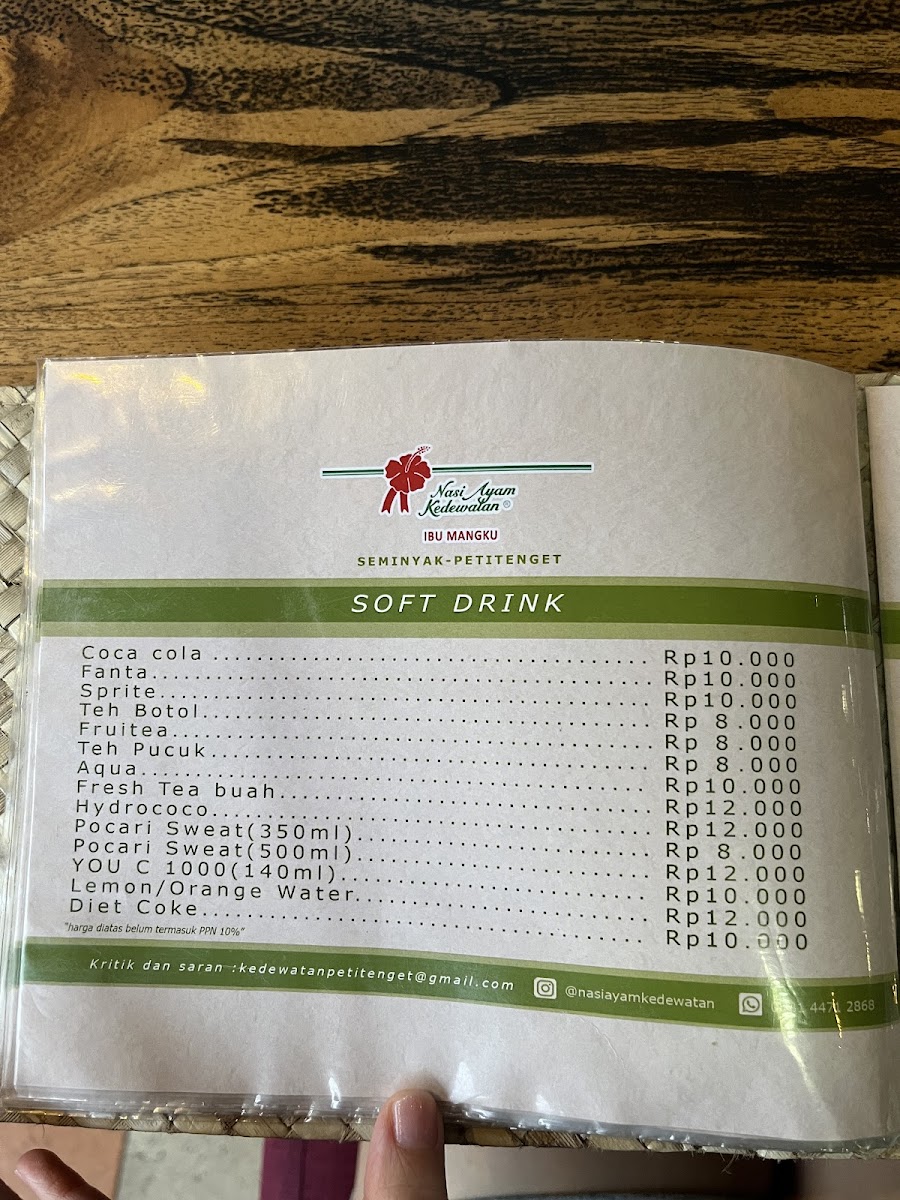 Nasi Ayam
Kedewatan ®
IBU MANGKU
SEMINYAK-PETITENGET
SOFT DRINK
Coca cola ........ Rp10.000
Fanta ........ Rp10.000
Sprite ........ Rp10.000
Teh Botol ........ Rp 8.000
Fruitea ........ Rp 8.000
Teh Pucuk ........ Rp 8.000
Aqua ........ Rp10.000
Fresh Tea buah ........ Rp12.000
Hydrococo ........ Rp12.000
Pocari Sweat(350ml) ........ Rp 8.000
Pocari Sweat(500ml) ........ Rp12.000
YOU C 1000(140ml) ........ Rp10.000
Lemon/Orange Water ........ Rp12.000
Diet Coke ........ Rp10.000
"harga diatas belum termasuk PPN 10%"
Kritik dan saran :kedewatanpetitenget@gmail.com @nasiayamkedewatan 4471 2868